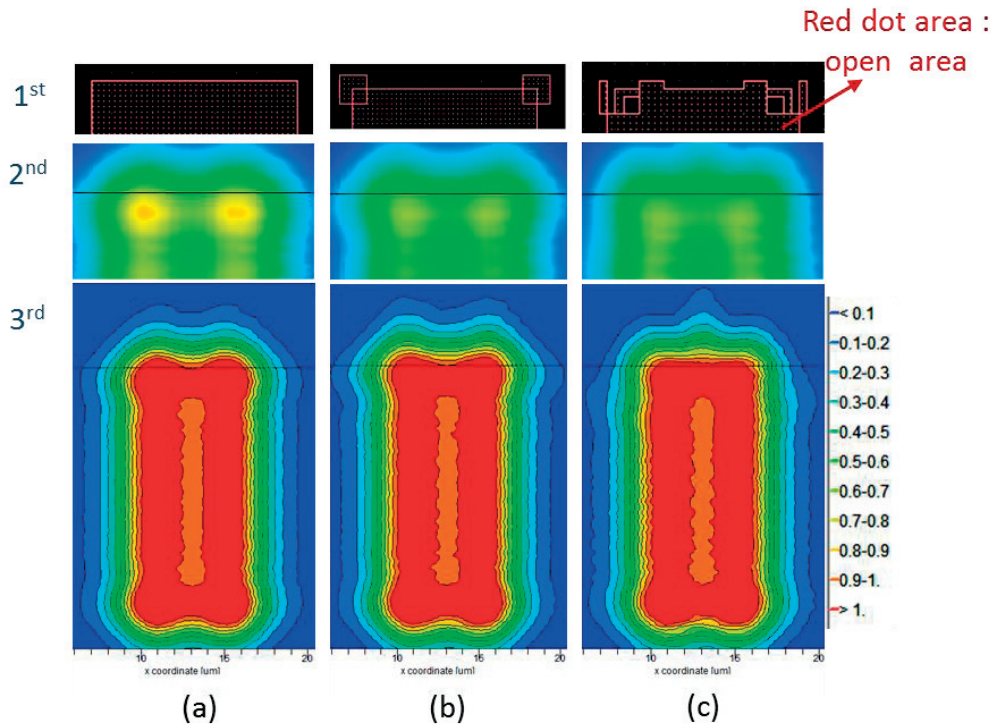 Red dot area :
open area
1st
2nd
3rd
< 0.1
0.1-0.2
0.2-0.3
0.3-0.4
0.4-0.5
0.5-0.6
0.6-0.7
0.7-0.8
0.8-0.9
0.9-1.
> 1.
10 16 20
x coordinate [um]
10 16 20
x coordinate [um]
10 16 20
x coordinate [um]
(a) (b) (c)